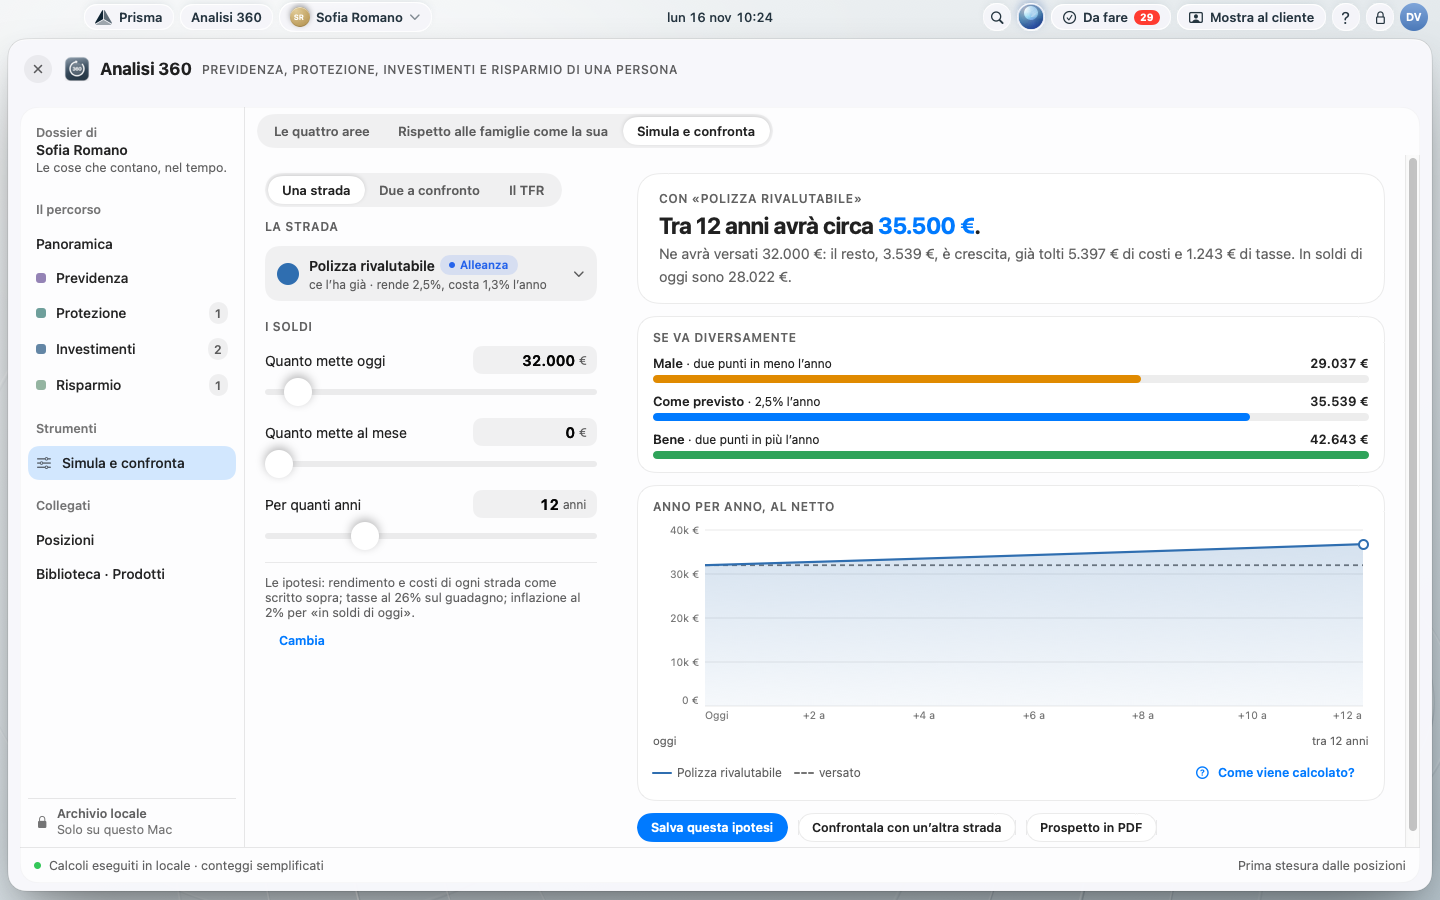 Prisma
Analisi 360
SR Sofia Romano
lun 16 nov 10:24
Da fare 29
Mostra al cliente
?
DV
360 Analisi 360 PREVIDENZA, PROTEZIONE, INVESTIMENTI E RISPARMIO DI UNA PERSONA
Dossier di
Sofia Romano
Le cose che contano, nel tempo.
Il percorso
Panoramica
Previdenza
Protezione 1
Investimenti 2
Risparmio 1
Strumenti
Simula e confronta
Collegati
Posizioni
Biblioteca · Prodotti
Archivio locale
Solo su questo Mac
Le quattro aree
Rispetto alle famiglie come la sua
Simula e confronta
Una strada
Due a confronto
Il TFR
LA STRADA
Polizza rivalutabile • Alleanza
ce l’ha già · rende 2,5%, costa 1,3% l’anno
I SOLDI
Quanto mette oggi 32.000 €
Quanto mette al mese 0 €
Per quanti anni 12 anni
Le ipotesi: rendimento e costi di ogni strada come
scritto sopra; tasse al 26% sul guadagno; inflazione al
2% per «in soldi di oggi».
Cambia
CON «POLIZZA RIVALUTABILE»
Tra 12 anni avrà circa 35.500 €.
Ne avrà versati 32.000 €: il resto, 3.539 €, è crescita, già tolti 5.397 € di costi e 1.243 € di tasse. In soldi di
oggi sono 28.022 €.
SE VA DIVERSAMENTE
Male · due punti in meno l’anno 29.037 €
Come previsto · 2,5% l’anno 35.539 €
Bene · due punti in più l’anno 42.643 €
ANNO PER ANNO, AL NETTO
40k €
30k €
20k €
10k €
0 €
Oggi +2 a +4 a +6 a +8 a +10 a +12 a
oggi tra 12 anni
Polizza rivalutabile versato
Come viene calcolato?
Salva questa ipotesi
Confrontala con un’altra strada
Prospetto in PDF
Calcoli eseguiti in locale · conteggi semplificati
Prima stesura dalle posizioni